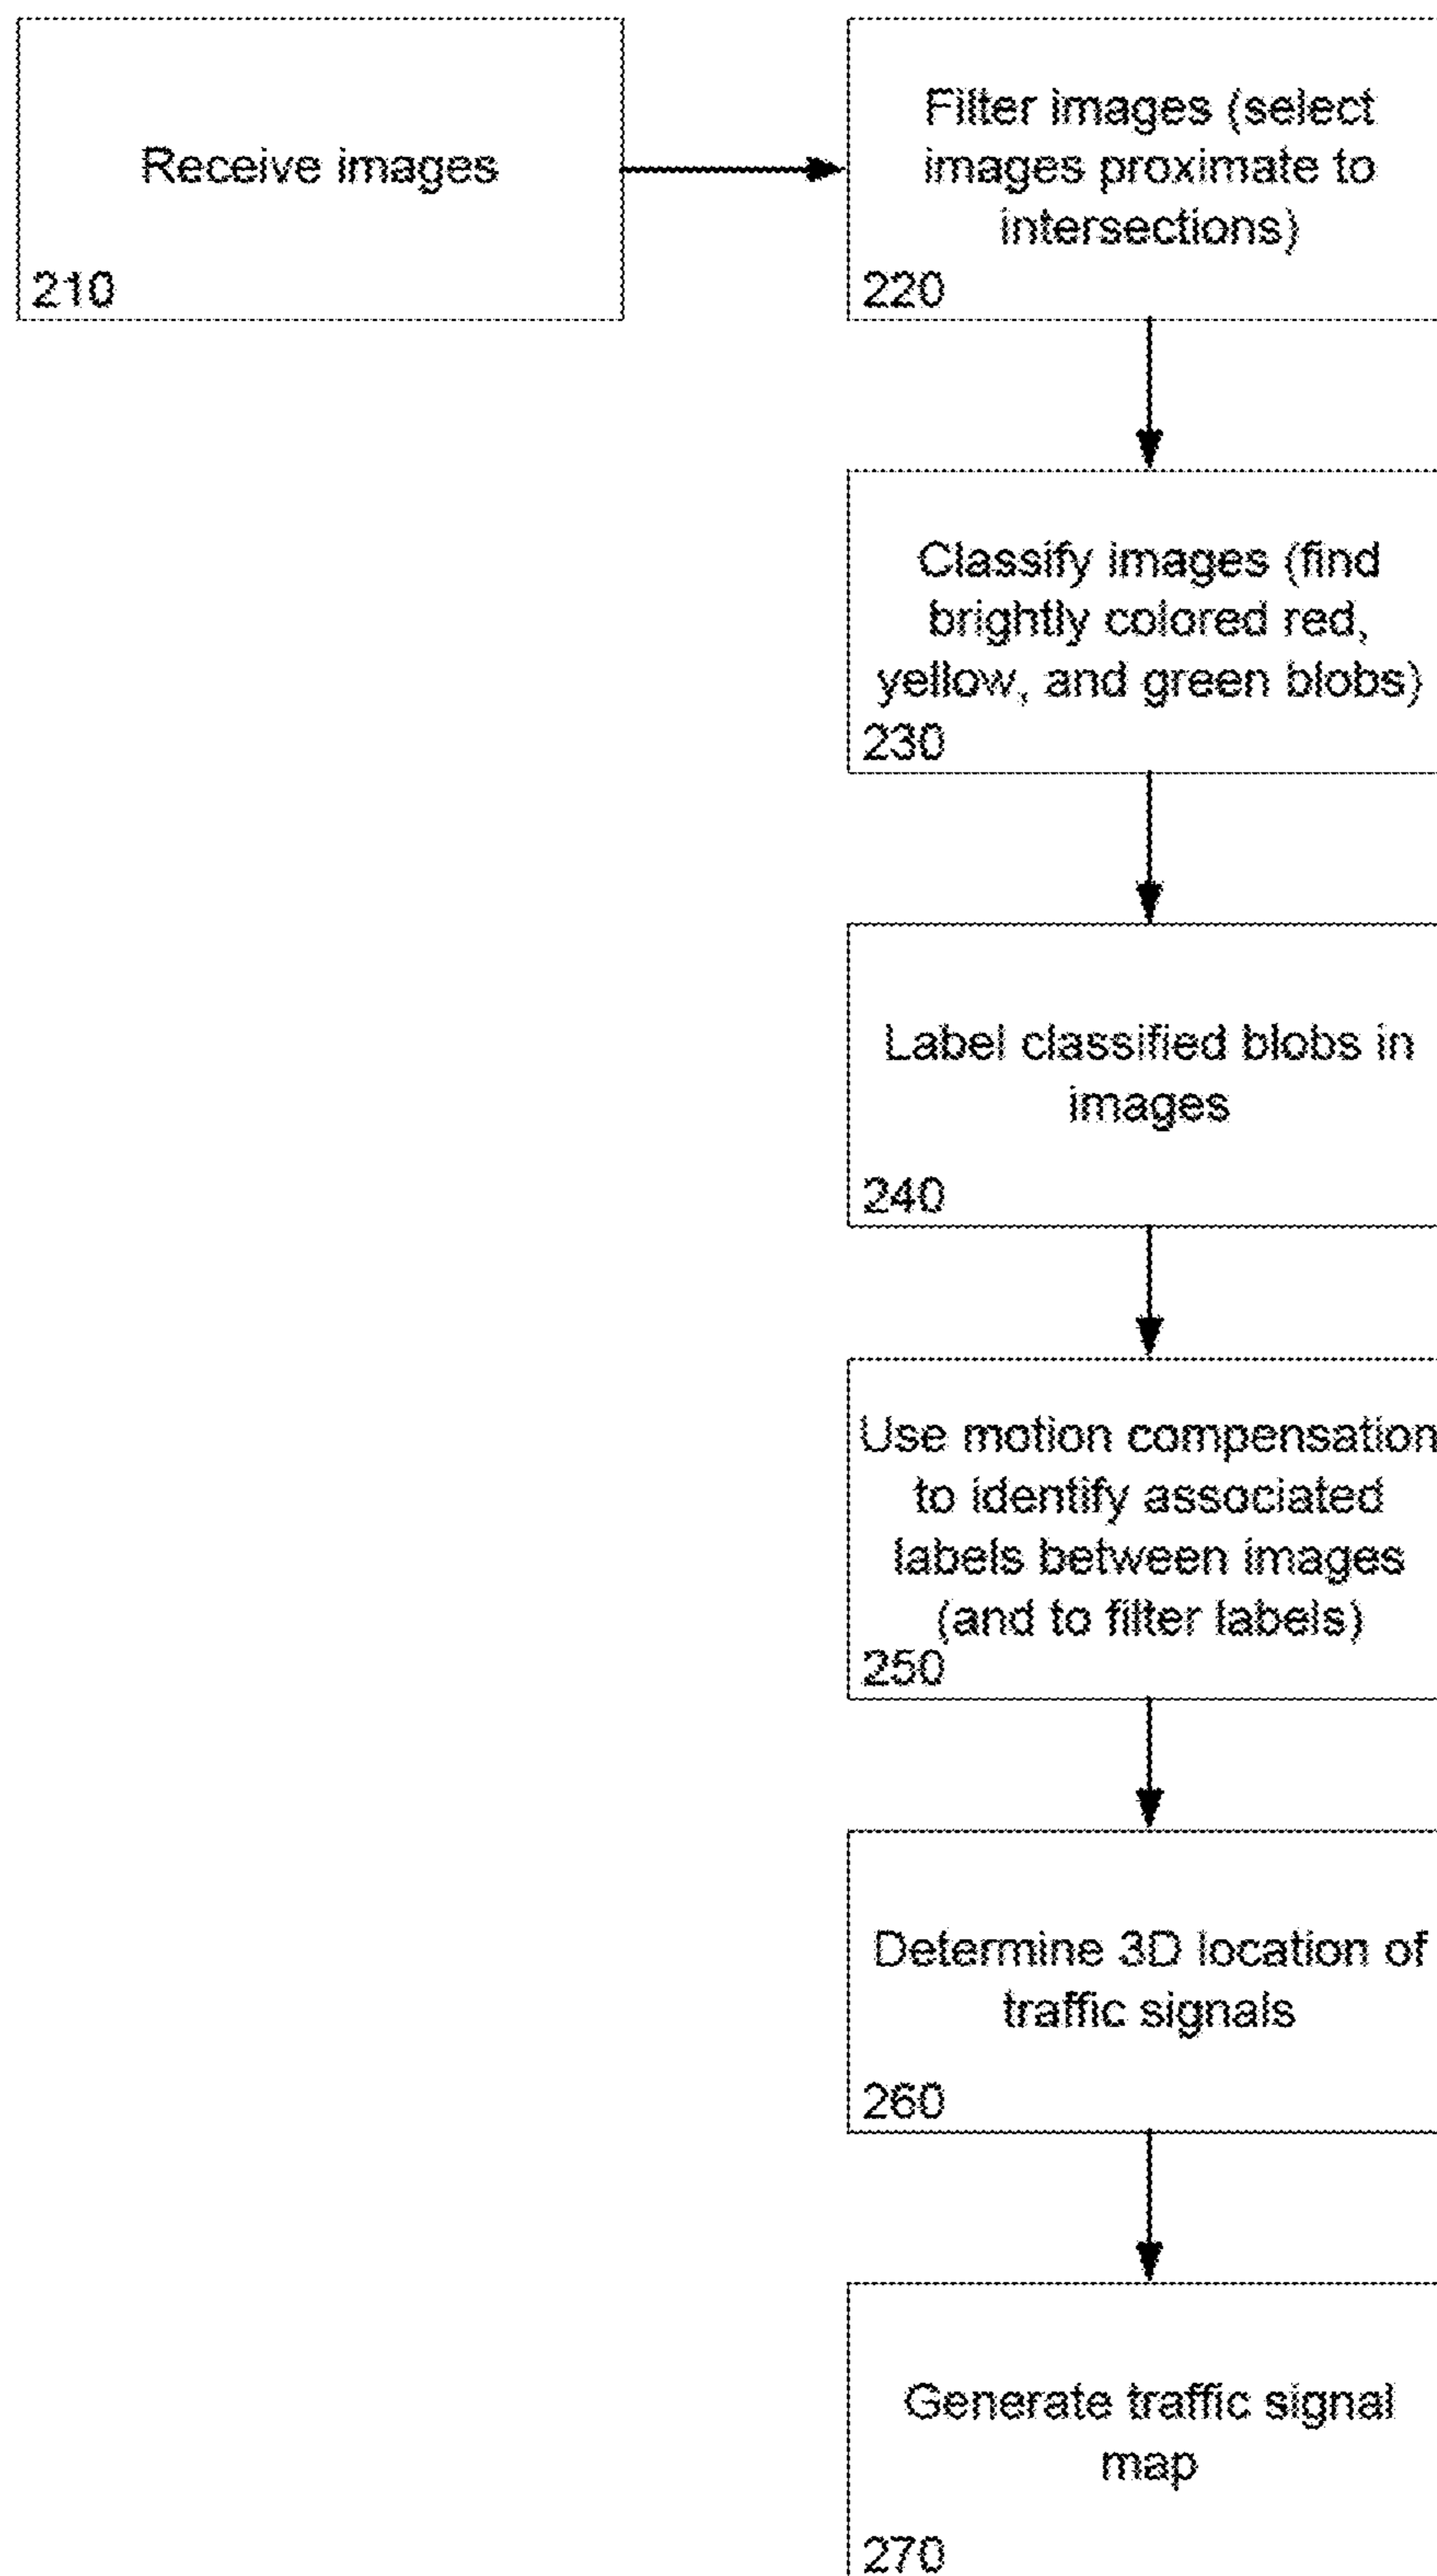 Receive images
210
Filter images (select
images proximate to
intersections)
220
Classify images (find
brightly colored red,
yellow, and green blobs)
230
Label classified blobs in
images
240
Use motion compensation
to identify associated
labels between images
(and to filter labels)
250
Determine 3D location of
traffic signals
260
Generate traffic signal
map
270